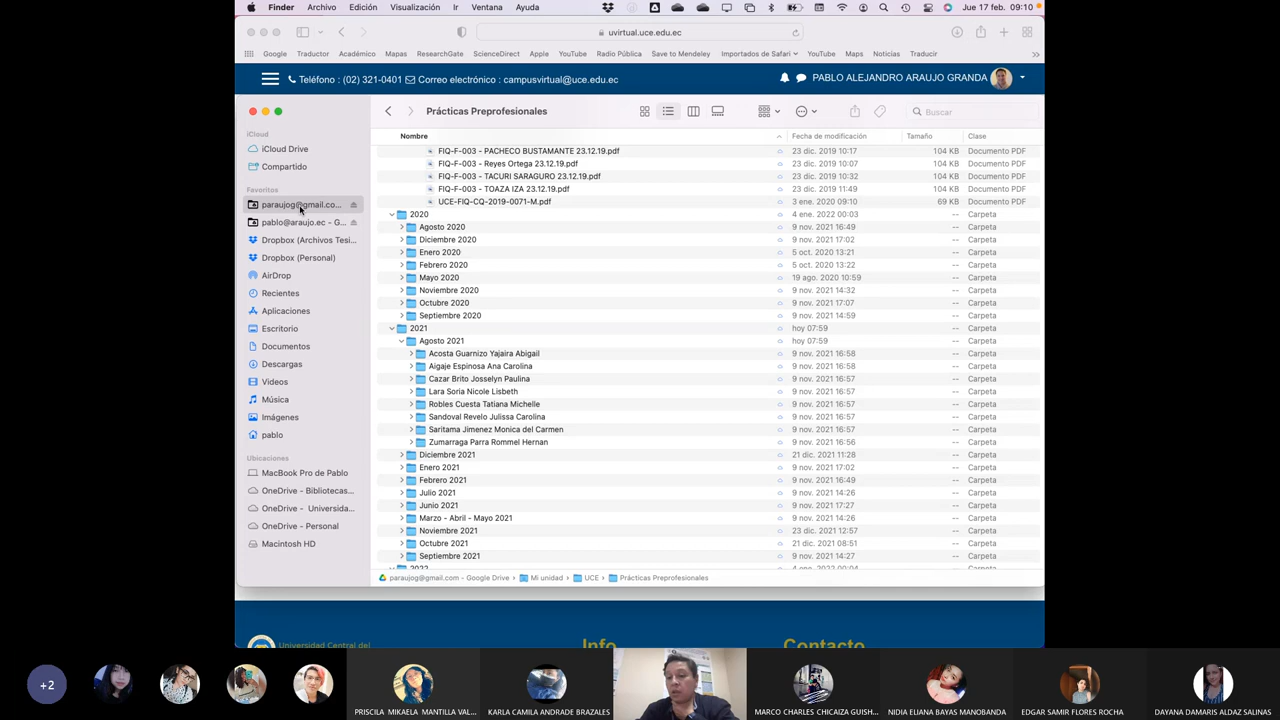 Finder Archivo Edición Visualización Ir Ventana Ayuda Jue 17 feb. 09:10
uvirtual.uce.edu.ec
Google Traductor Académico Mapas ResearchGate ScienceDirect Apple YouTube Radio Pública Save to Mendeley Importados de Safari YouTube Maps Noticias Traducir
Teléfono : (02) 321-0401 Correo electrónico : campusvirtual@uce.edu.ec PABLO ALEJANDRO ARAUJO GRANDA
Prácticas Preprofesionales Buscar
iCloud
iCloud Drive
Compartido
Favoritos
paraujog@gmail.co...
pablo@araujo.ec - G...
Dropbox (Archivos Tesi...
Dropbox (Personal)
AirDrop
Recientes
Aplicaciones
Escritorio
Documentos
Descargas
Videos
Música
Imágenes
pablo
Ubicaciones
MacBook Pro de Pablo
OneDrive - Bibliotecas...
OneDrive - Universida...
OneDrive - Personal
Macintosh HD
Nombre Fecha de modificación Tamaño Clase
FIQ-F-003 - PACHECO BUSTAMANTE 23.12.19.pdf 23 dic. 2019 10:17 104 KB Documento PDF
FIQ-F-003 - Reyes Ortega 23.12.19.pdf 23 dic. 2019 10:07 104 KB Documento PDF
FIQ-F-003 - TACURI SARAGURO 23.12.19.pdf 23 dic. 2019 10:32 104 KB Documento PDF
FIQ-F-003 - TOAZA IZA 23.12.19.pdf 23 dic. 2019 11:49 104 KB Documento PDF
UCE-FIQ-CQ-2019-0071-M.pdf 3 ene. 2020 09:10 69 KB Documento PDF
2020 4 ene. 2022 00:03 -- Carpeta
Agosto 2020 9 nov. 2021 16:49 -- Carpeta
Diciembre 2020 9 nov. 2021 17:02 -- Carpeta
Enero 2020 5 oct. 2020 13:21 -- Carpeta
Febrero 2020 5 oct. 2020 13:22 -- Carpeta
Mayo 2020 19 ago. 2020 10:59 -- Carpeta
Noviembre 2020 9 nov. 2021 14:32 -- Carpeta
Octubre 2020 9 nov. 2021 17:07 -- Carpeta
Septiembre 2020 9 nov. 2021 14:59 -- Carpeta
2021 hoy 07:59 -- Carpeta
Agosto 2021 hoy 07:59 -- Carpeta
Acosta Guarnizo Yajaira Abigail 9 nov. 2021 16:58 -- Carpeta
Aigaje Espinosa Ana Carolina 9 nov. 2021 16:58 -- Carpeta
Cazar Brito Josselyn Paulina 9 nov. 2021 16:57 -- Carpeta
Lara Soria Nicole Lisbeth 9 nov. 2021 16:57 -- Carpeta
Robles Cuesta Tatiana Michelle 9 nov. 2021 16:57 -- Carpeta
Sandoval Revelo Julissa Carolina 9 nov. 2021 16:57 -- Carpeta
Saritama Jimenez Monica del Carmen 9 nov. 2021 16:57 -- Carpeta
Zumarraga Parra Rommel Hernan 9 nov. 2021 16:56 -- Carpeta
Diciembre 2021 21 dic. 2021 11:28 -- Carpeta
Enero 2021 9 nov. 2021 17:02 -- Carpeta
Febrero 2021 9 nov. 2021 16:49 -- Carpeta
Julio 2021 9 nov. 2021 14:26 -- Carpeta
Junio 2021 9 nov. 2021 17:27 -- Carpeta
Marzo - Abril - Mayo 2021 9 nov. 2021 14:26 -- Carpeta
Noviembre 2021 23 dic. 2021 12:57 -- Carpeta
Octubre 2021 21 dic. 2021 08:51 -- Carpeta
Septiembre 2021 9 nov. 2021 14:27 -- Carpeta
2022 4 ene. 2022 00:04 -- Carpeta
paraujog@gmail.com - Google Drive Mi unidad UCE Prácticas Preprofesionales
Universidad Central del Info Contacto
+2
PRISCILA MIKAELA MANTILLA VAL... KARLA CAMILA ANDRADE BRAZALES MARCO CHARLES CHICAIZA GUISH... NIDIA ELIANA BAYAS MANOBANDA EDGAR SAMIR FLORES ROCHA DAYANA DAMARIS ALDAZ SALINAS